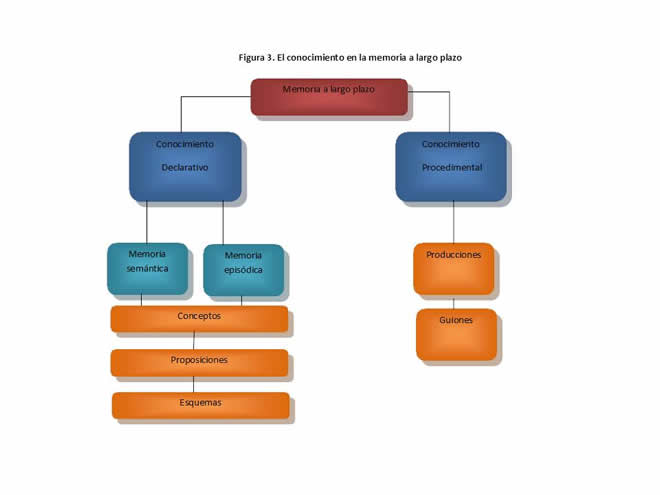 Figura 3. El conocimiento en la memoria a largo plazo
Memoria a largo plazo
Conocimiento
Declarativo
Conocimiento
Procedimental
Memoria
semántica
Memoria
episódica
Producciones
Conceptos
Guiones
Proposiciones
Esquemas